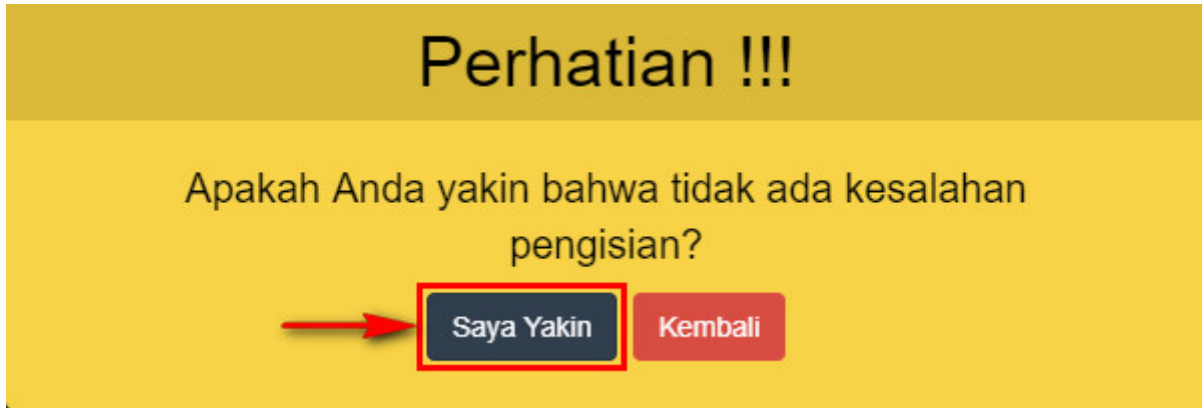 Perhatian !!!
Apakah Anda yakin bahwa tidak ada kesalahan
pengisian?
Saya Yakin Kembali